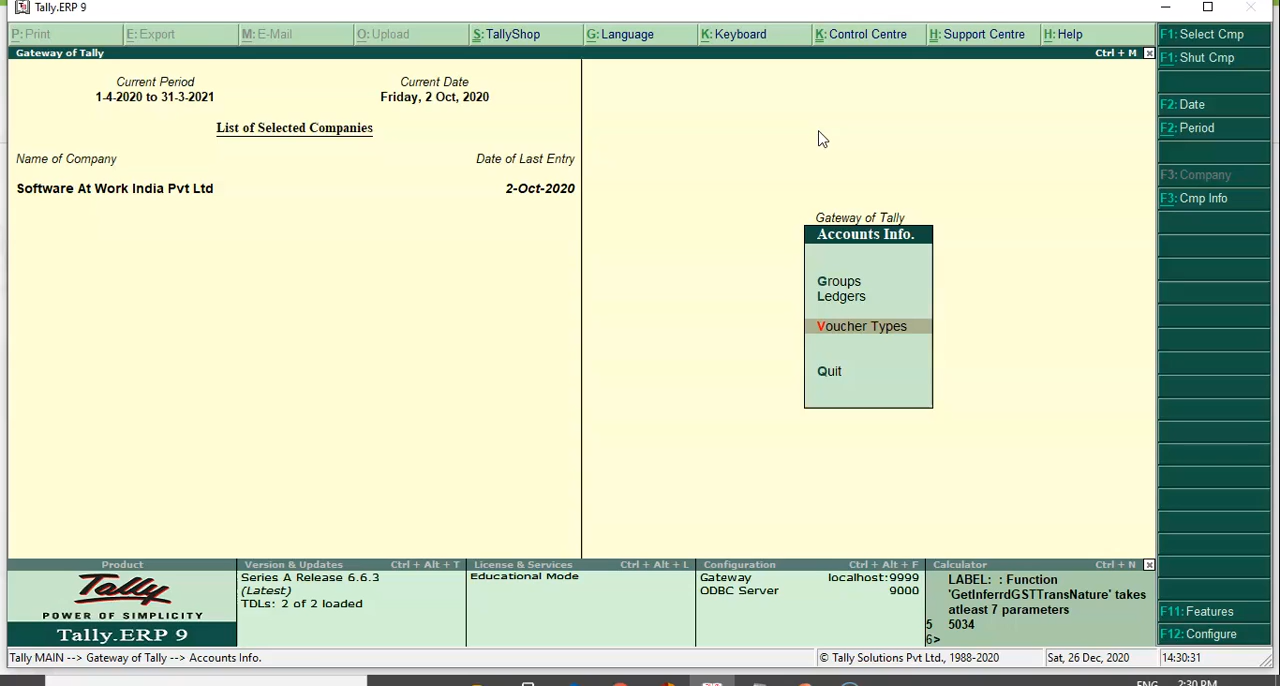 Tally.ERP 9
P: Print
E: Export
M: E-Mail
O: Upload
S: TallyShop
G: Language
K: Keyboard
K: Control Centre
H: Support Centre
H: Help
Gateway of Tally
Ctrl + M
Current Period
1-4-2020 to 31-3-2021
Current Date
Friday, 2 Oct, 2020
List of Selected Companies
Name of Company
Date of Last Entry
Software At Work India Pvt Ltd
2-Oct-2020
Gateway of Tally
Accounts Info.
Groups
Ledgers
Voucher Types
Quit
F1: Select Cmp
F1: Shut Cmp
F2: Date
F2: Period
F3: Company
F3: Cmp Info
F11: Features
F12: Configure
Product
Tally
POWER OF SIMPLICITY
Tally.ERP 9
Version & Updates
Ctrl + Alt + T
Series A Release 6.6.3
(Latest)
TDLs: 2 of 2 loaded
License & Services
Ctrl + Alt + L
Educational Mode
Configuration
Ctrl + Alt + F
Gateway
localhost:9999
ODBC Server
9000
Calculator
Ctrl + N
LABEL: : Function
'GetInferrdGSTTransNature' takes
atleast 7 parameters
5 5034
6>
Tally MAIN --> Gateway of Tally --> Accounts Info.
© Tally Solutions Pvt Ltd., 1988-2020
Sat, 26 Dec, 2020
14:30:31
ENG
2:30 PM